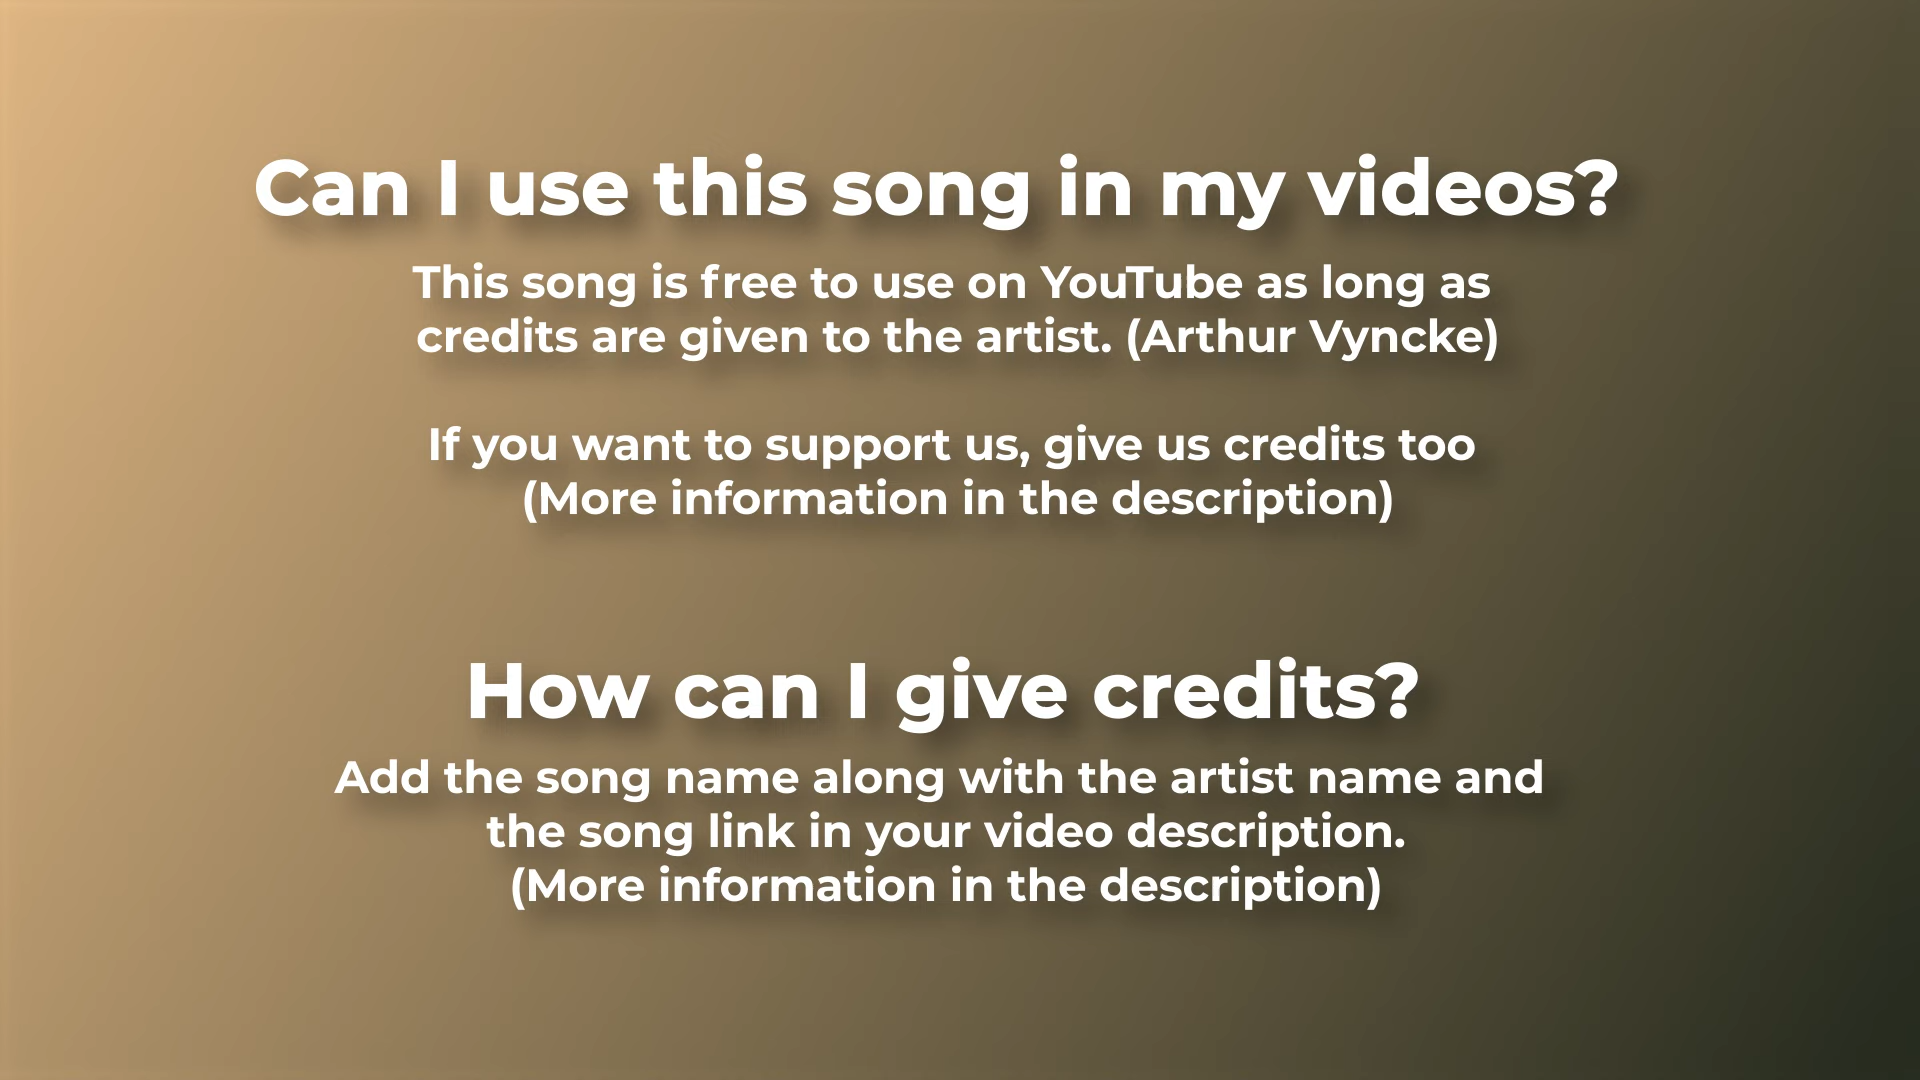 Can I use this song in my videos?
This song is free to use on YouTube as long as
credits are given to the artist. (Arthur Vyncke)
If you want to support us, give us credits too
(More information in the description)
How can I give credits?
Add the song name along with the artist name and
the song link in your video description.
(More information in the description)